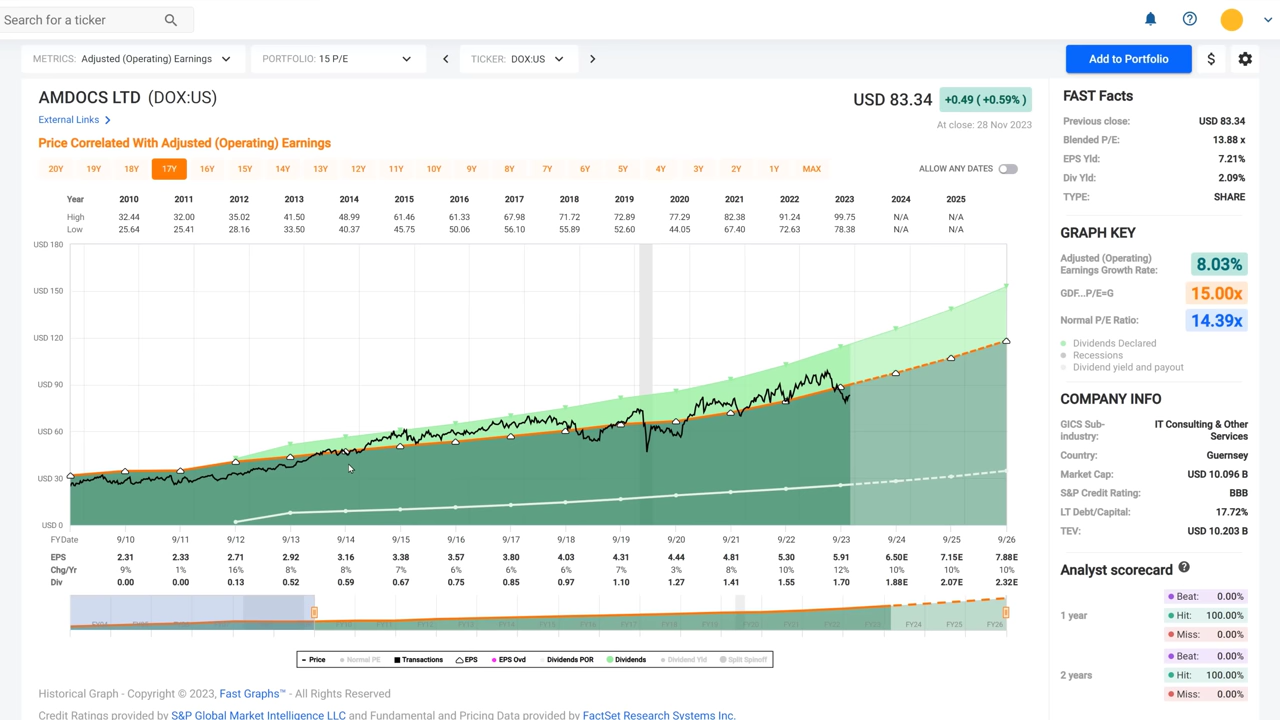 Search for a ticker
METRICS: Adjusted (Operating) Earnings
PORTFOLIO: 15 P/E
TICKER: DOX:US
Add to Portfolio
$
AMDOCS LTD (DOX:US)
USD 83.34 +0.49 ( +0.59% )
External Links
At close: 28 Nov 2023
Price Correlated With Adjusted (Operating) Earnings
20Y 19Y 18Y 17Y 16Y 15Y 14Y 13Y 12Y 11Y 10Y 9Y 8Y 7Y 6Y 5Y 4Y 3Y 2Y 1Y MAX ALLOW ANY DATES
Year 2010 2011 2012 2013 2014 2015 2016 2017 2018 2019 2020 2021 2022 2023 2024 2025
High 32.44 32.00 35.02 41.50 48.99 61.46 61.33 67.98 71.72 72.89 77.29 82.38 91.24 99.75 N/A N/A
Low 25.64 25.41 28.16 33.50 40.37 45.75 50.06 56.10 55.89 52.60 44.05 67.40 72.63 78.38 N/A N/A
USD 180
USD 150
USD 120
USD 90
USD 60
USD 30
USD 0
FYDate 9/10 9/11 9/12 9/13 9/14 9/15 9/16 9/17 9/18 9/19 9/20 9/21 9/22 9/23 9/24 9/25 9/26
EPS 2.31 2.33 2.71 2.92 3.16 3.38 3.57 3.80 4.03 4.31 4.44 4.81 5.30 5.91 6.50E 7.15E 7.88E
Chg/Yr 9% 1% 16% 8% 8% 7% 6% 6% 6% 7% 3% 8% 10% 12% 10% 10% 10%
Div 0.00 0.00 0.13 0.52 0.59 0.67 0.75 0.85 0.97 1.10 1.27 1.41 1.55 1.70 1.88E 2.07E 2.32E
FY24 FY25 FY26
Price Normal PE Transactions EPS EPS Ovd Dividends POR Dividends Dividend Yld Split Spinoff
Historical Graph - Copyright © 2023, Fast Graphs™ - All Rights Reserved
Credit Ratings provided by S&P Global Market Intelligence LLC and Fundamental and Pricing Data provided by FactSet Research Systems Inc.
FAST Facts
Previous close: USD 83.34
Blended P/E: 13.88 x
EPS Yld: 7.21%
Div Yld: 2.09%
TYPE: SHARE
GRAPH KEY
Adjusted (Operating)
Earnings Growth Rate: 8.03%
GDF...P/E=G 15.00x
Normal P/E Ratio: 14.39x
Dividends Declared
Recessions
Dividend yield and payout
COMPANY INFO
GICS Sub-
industry: IT Consulting & Other
Services
Country: Guernsey
Market Cap: USD 10.096 B
S&P Credit Rating: BBB
LT Debt/Capital: 17.72%
TEV: USD 10.203 B
Analyst scorecard
1 year
Beat: 0.00%
Hit: 100.00%
Miss: 0.00%
2 years
Beat: 0.00%
Hit: 100.00%
Miss: 0.00%